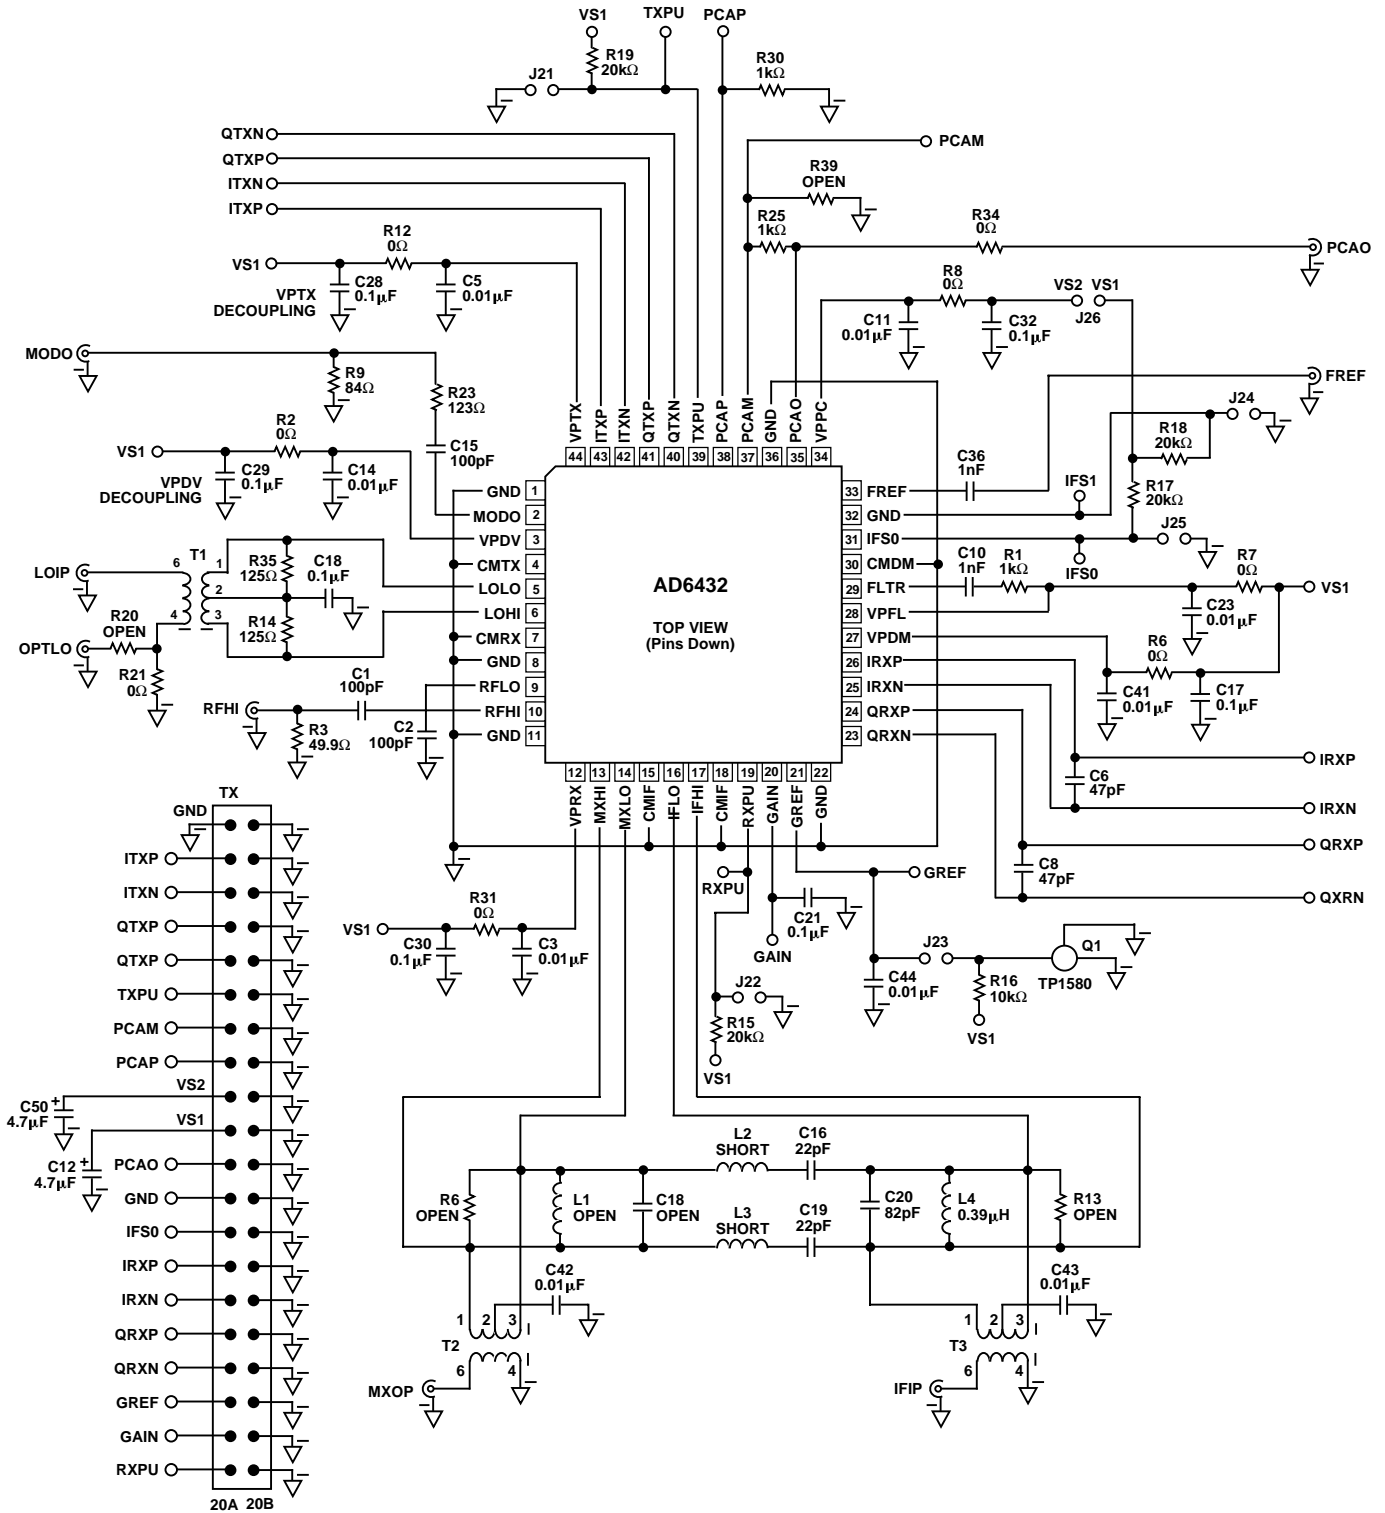 VS1
TXPU
PCAP
R19
20kΩ
R30
1kΩ
J21
QTXN
QTXP
ITXN
ITXP
PCAM
R39
OPEN
R25
1kΩ
R34
0Ω
PCAO
R12
0Ω
VS1
C28
0.1µF
C5
0.01µF
VPTX
DECOUPLING
R8
0Ω
VS2 VS1
J26
C11
0.01µF
C32
0.1µF
MODO
R9
84Ω
R23
123Ω
C15
100pF
FREF
J24
R18
20kΩ
R17
20kΩ
R2
0Ω
VS1
C29
0.1µF
C14
0.01µF
VPDV
DECOUPLING
VPTX
ITXP
ITXN
QTXP
QTXN
TXPU
PCAP
PCAM
GND
PCAO
VPPC
44 43 42 41 40 39 38 37 36 35 34
C36
1nF
IFS1
J25
IFS0
GND 1
MODO 2
VPDV 3
CMTX 4
LOLO 5
LOHI 6
CMRX 7
GND 8
RFLO 9
RFHI 10
GND 11
AD6432
TOP VIEW
(Pins Down)
33 FREF
32 GND
31 IFS0
30 CMDM
29 FLTR
28 VPFL
27 VPDM
26 IRXP
25 IRXN
24 QRXP
23 QRXN
C10
1nF
R1
1kΩ
R7
0Ω
VS1
C23
0.01µF
R6
0Ω
C41
0.01µF
C17
0.1µF
LOIP
T1
6
4
1
2
3
R35
125Ω
C18
0.1µF
R14
125Ω
R20
OPEN
OPTLO
R21
0Ω
C1
100pF
RFHI
R3
49.9Ω
C2
100pF
IRXP
C6
47pF
IRXN
QRXP
C8
47pF
QXRN
12 13 14 15 16 17 18 19 20 21 22
VPRX
MXHI
MXLO
CMIF
IFLO
IFHI
CMIF
RXPU
GAIN
GREF
GND
RXPU
GREF
R31
0Ω
VS1
C30
0.1µF
C3
0.01µF
C21
0.1µF
GAIN
J23
Q1
TP1580
C44
0.01µF
R16
10kΩ
VS1
J22
R15
20kΩ
VS1
TX
GND
ITXP
ITXN
QTXP
QTXP
TXPU
PCAM
PCAP
VS2
C50 +
4.7µF
VS1
C12 +
4.7µF
PCAO
GND
IFS0
IRXP
IRXN
QRXP
QRXN
GREF
GAIN
RXPU
20A 20B
L2
SHORT
C16
22pF
R6
OPEN
L1
OPEN
C18
OPEN
L3
SHORT
C19
22pF
C20
82pF
L4
0.39µH
R13
OPEN
C42
0.01µF
1 2 3
T2
6 4
MXOP
C43
0.01µF
1 2 3
T3
6 4
IFIP